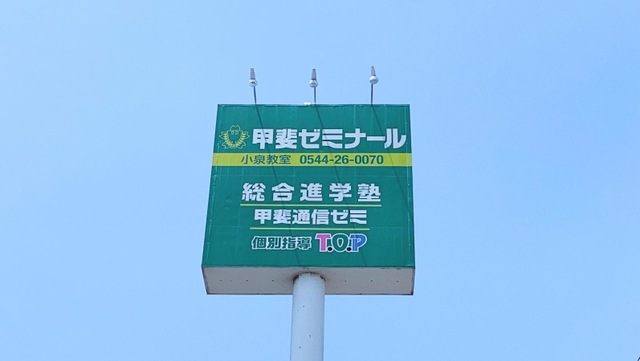 甲斐ゼミナール
小泉教室 0544-26-0070
総合進学塾
甲斐通信ゼミ
個別指導 T.O.P